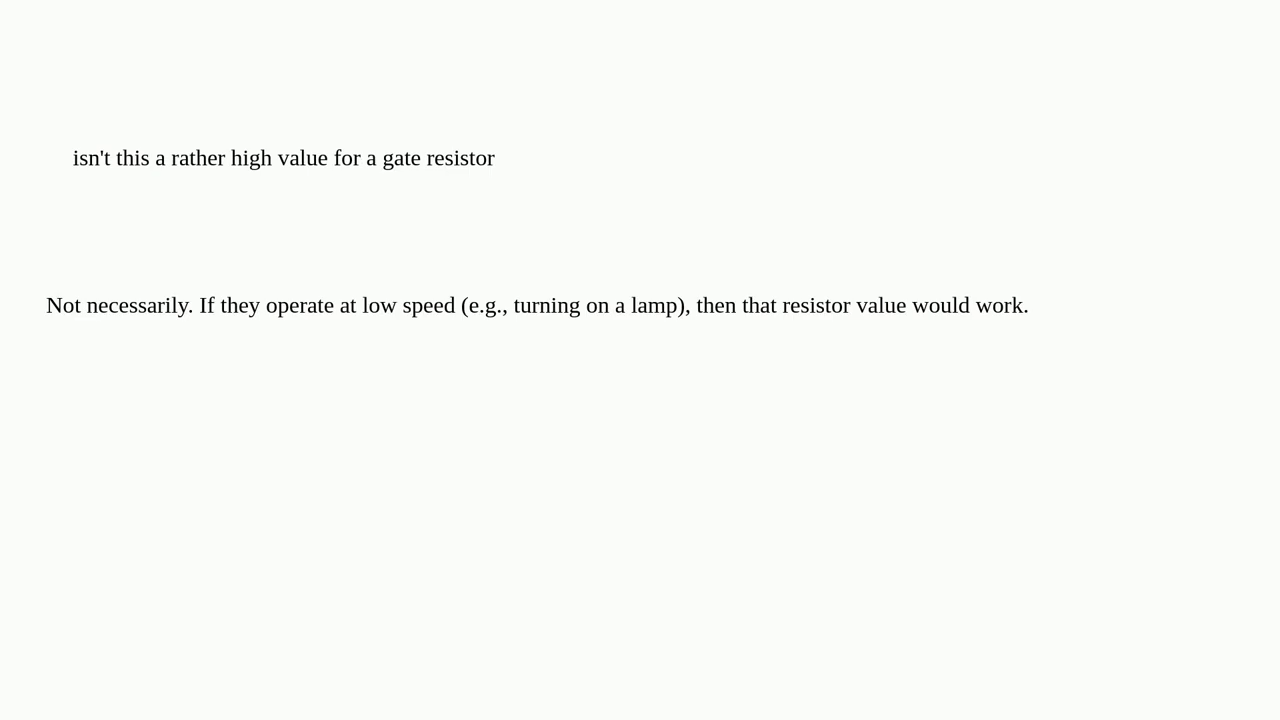 isn't this a rather high value for a gate resistor
Not necessarily. If they operate at low speed (e.g., turning on a lamp), then that resistor value would work.